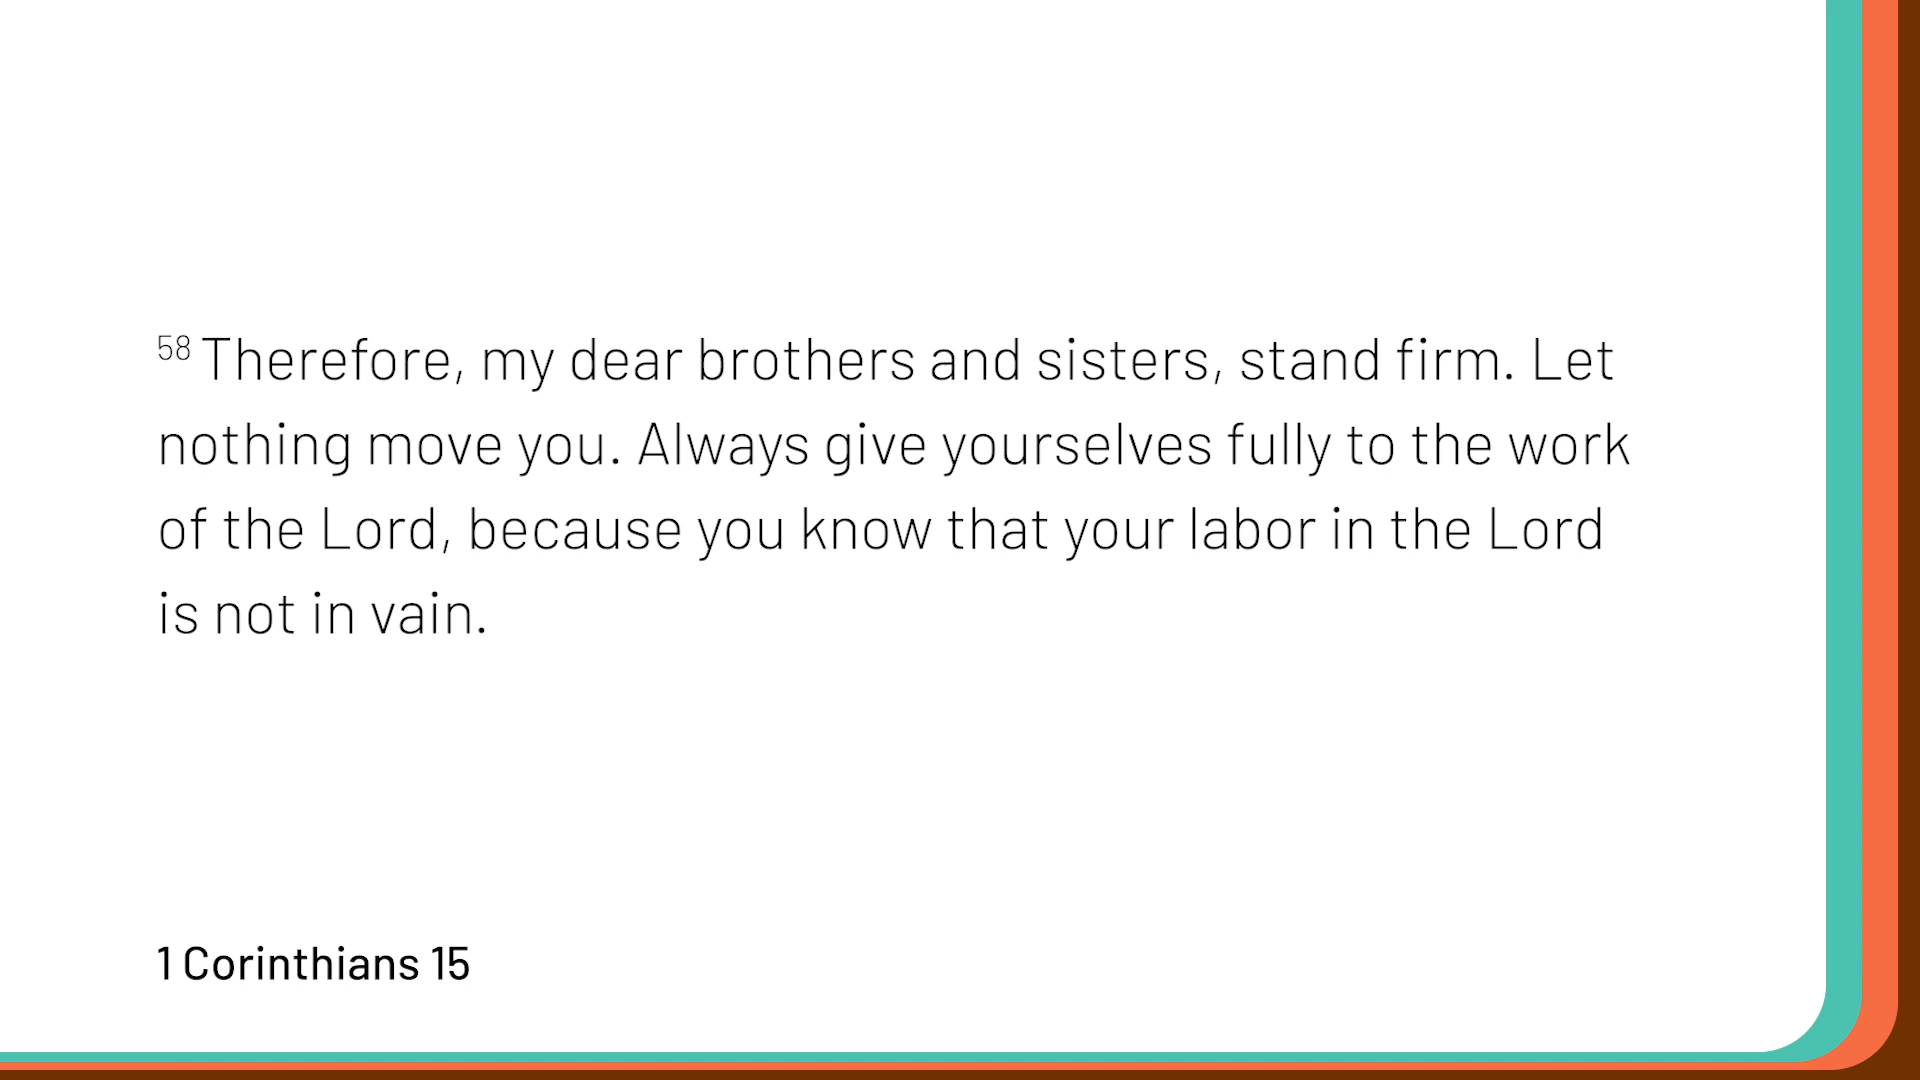 58 Therefore, my dear brothers and sisters, stand firm. Let
nothing move you. Always give yourselves fully to the work
of the Lord, because you know that your labor in the Lord
is not in vain.
1 Corinthians 15